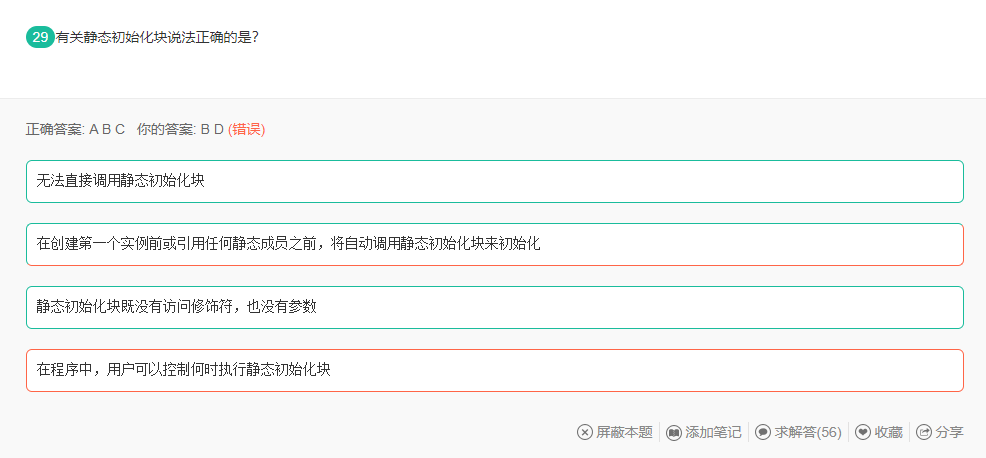 29 有关静态初始化块说法正确的是?
正确答案: A B C 你的答案: B D (错误)
无法直接调用静态初始化块
在创建第一个实例前或引用任何静态成员之前，将自动调用静态初始化块来初始化
静态初始化块既没有访问修饰符，也没有参数
在程序中，用户可以控制何时执行静态初始化块
屏蔽本题 添加笔记 求解答(56) 收藏 分享